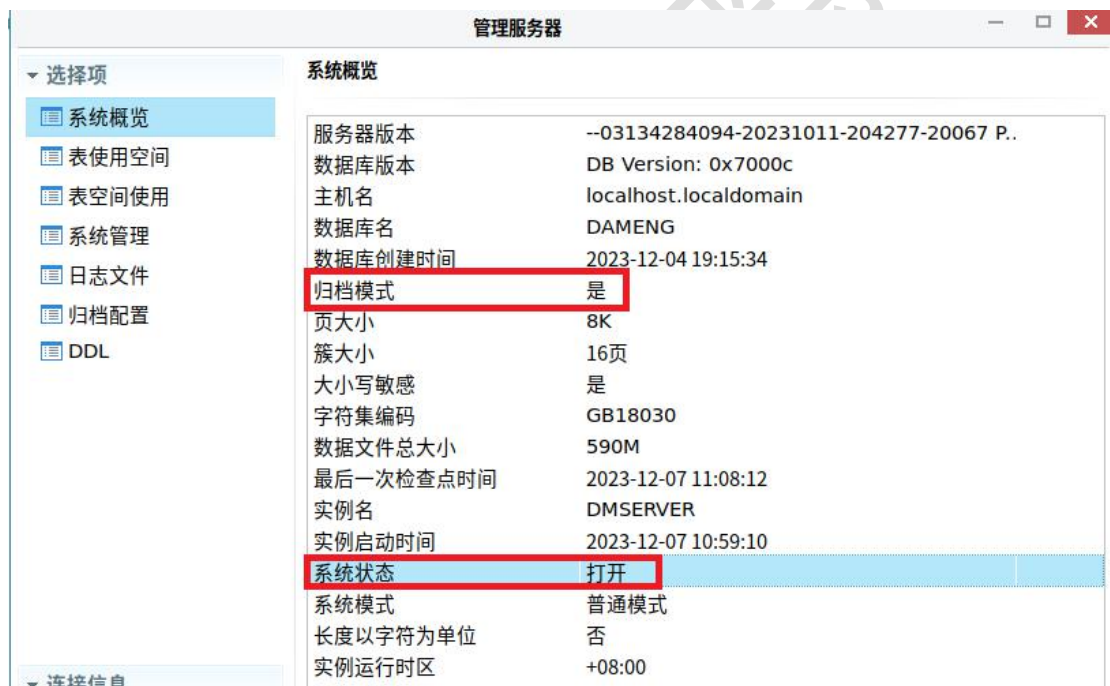 管理服务器
选择项
系统概览
表使用空间
表空间使用
系统管理
日志文件
归档配置
DDL
系统概览
服务器版本 --03134284094-20231011-204277-20067 P..
数据库版本 DB Version: 0x7000c
主机名 localhost.localdomain
数据库名 DAMENG
数据库创建时间 2023-12-04 19:15:34
归档模式 是
页大小 8K
簇大小 16页
大小写敏感 是
字符集编码 GB18030
数据文件总大小 590M
最后一次检查点时间 2023-12-07 11:08:12
实例名 DMSERVER
实例启动时间 2023-12-07 10:59:10
系统状态 打开
系统模式 普通模式
长度以字符为单位 否
实例运行时区 +08:00
连接信息